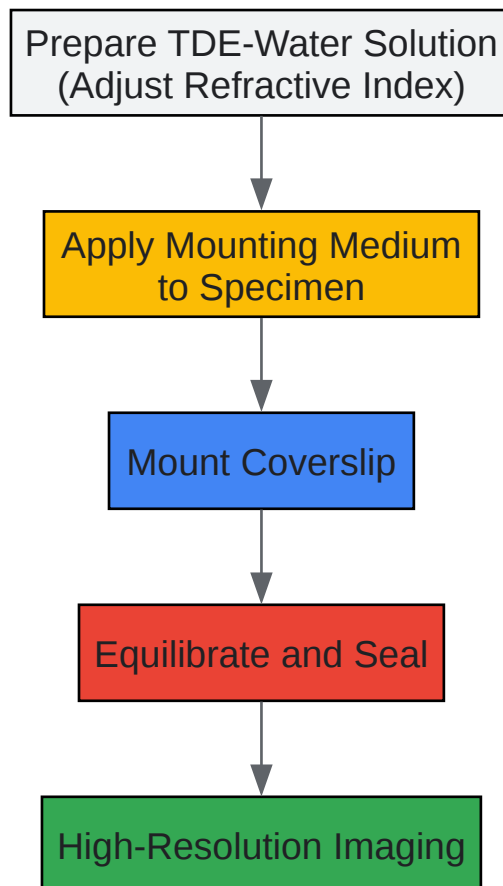 Prepare TDE-Water Solution
(Adjust Refractive Index)
Apply Mounting Medium
to Specimen
Mount Coverslip
Equilibrate and Seal
High-Resolution Imaging